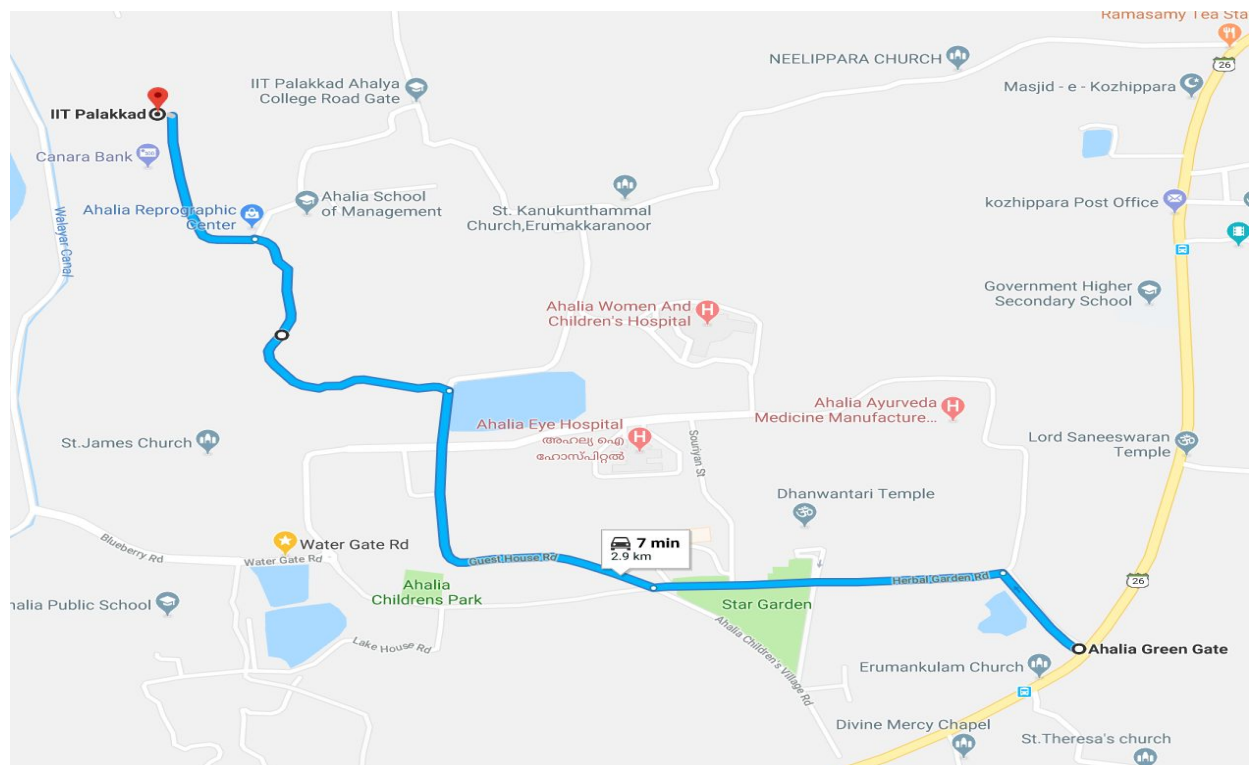 Ramasamy Tea Sta
26
NEELIPPARA CHURCH
IIT Palakkad Ahalya
College Road Gate
Masjid - e - Kozhippara
IIT Palakkad
Canara Bank
Ahalia School
of Management
Ahalia Reprographic
Center
St. Kanukunthammal
Church,Erumakkaranoor
kozhippara Post Office
Walayar Canal
Government Higher
Secondary School
Ahalia Women And
Children's Hospital
Ahalia Ayurveda
Medicine Manufacture...
Ahalia Eye Hospital
അഹല്യ ഐ
ഹോസ്പിറ്റൽ
Souriyan St
St.James Church
Lord Saneeswaran
Temple
Dhanwantari Temple
Blueberry Rd
Water Gate Rd
Water Gate Rd
7 min
2.9 km
Guest House Rd
Herbal Garden Rd
26
Ahalia
Childrens Park
Star Garden
halia Public School
Lake House Rd
Ahalia Children's Village Rd
Ahalia Green Gate
Erumankulam Church
Divine Mercy Chapel
St.Theresa's church